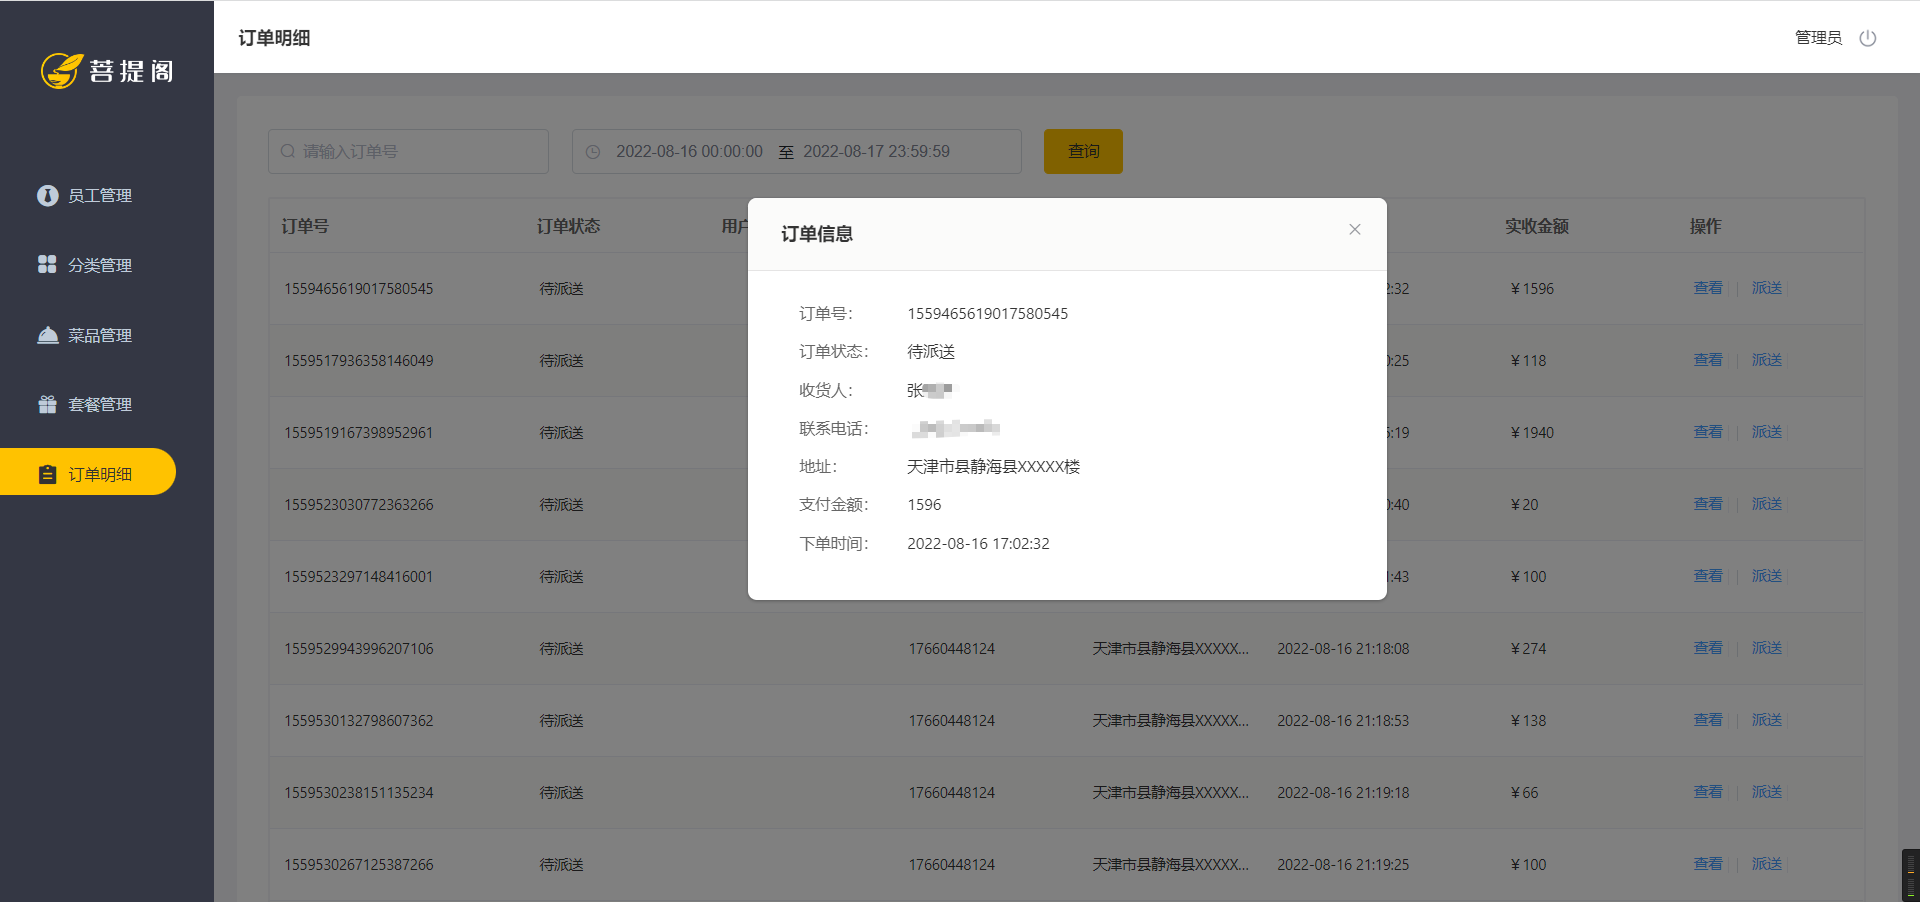 菩提阁
订单明细
管理员
员工管理
分类管理
菜品管理
套餐管理
订单明细
请输入订单号
2022-08-16 00:00:00 至 2022-08-17 23:59:59
查询
订单号 订单状态 用户 实收金额 操作
1559465619017580545 待派送 2:32 ¥1596 查看 派送
1559517936358146049 待派送 0:25 ¥118 查看 派送
1559519167398952961 待派送 5:19 ¥1940 查看 派送
1559523030772363266 待派送 0:40 ¥20 查看 派送
1559523297148416001 待派送 1:43 ¥100 查看 派送
1559529943996207106 待派送 17660448124 天津市县静海县XXXXX... 2022-08-16 21:18:08 ¥274 查看 派送
1559530132798607362 待派送 17660448124 天津市县静海县XXXXX... 2022-08-16 21:18:53 ¥138 查看 派送
1559530238151135234 待派送 17660448124 天津市县静海县XXXXX... 2022-08-16 21:19:18 ¥66 查看 派送
1559530267125387266 待派送 17660448124 天津市县静海县XXXXX... 2022-08-16 21:19:25 ¥100 查看 派送
订单信息
订单号： 1559465619017580545
订单状态： 待派送
收货人： 张
联系电话：
地址： 天津市县静海县XXXXX楼
支付金额： 1596
下单时间： 2022-08-16 17:02:32